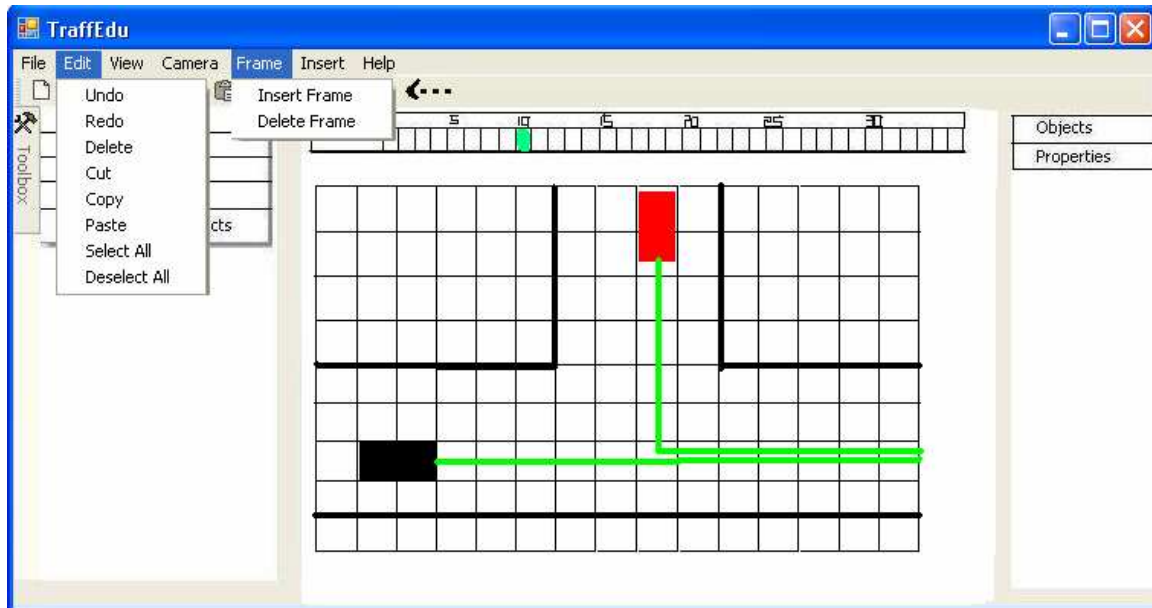 TraffEdu
File Edit View Camera Frame Insert Help
Undo
Redo
Delete
Cut
Copy
Paste
Select All
Deselect All
Insert Frame
Delete Frame
5 10 15 20 25 30
Toolbox
cts
Objects
Properties